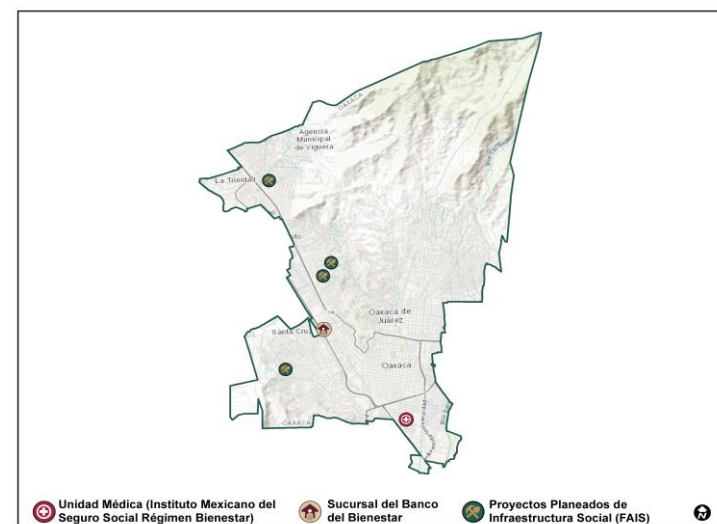 OAXACA
Agencia
Municipal
de Viguera
La Trinidad
Oaxaca de
Juárez
Santa Cruz
Oaxaca
OAXACA
Unidad Médica (Instituto Mexicano del
Seguro Social Régimen Bienestar)
Sucursal del Banco
del Bienestar
Proyectos Planeados de
Infraestructura Social (FAIS)